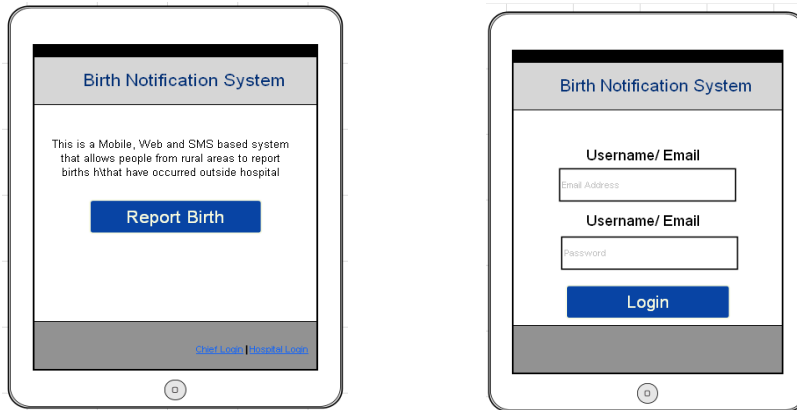 Birth Notification System
This is a Mobile, Web and SMS based system
that allows people from rural areas to report
births h\that have occurred outside hospital
Report Birth
Chief Login | Hospital Login
Birth Notification System
Username/ Email
Email Address
Username/ Email
Password
Login